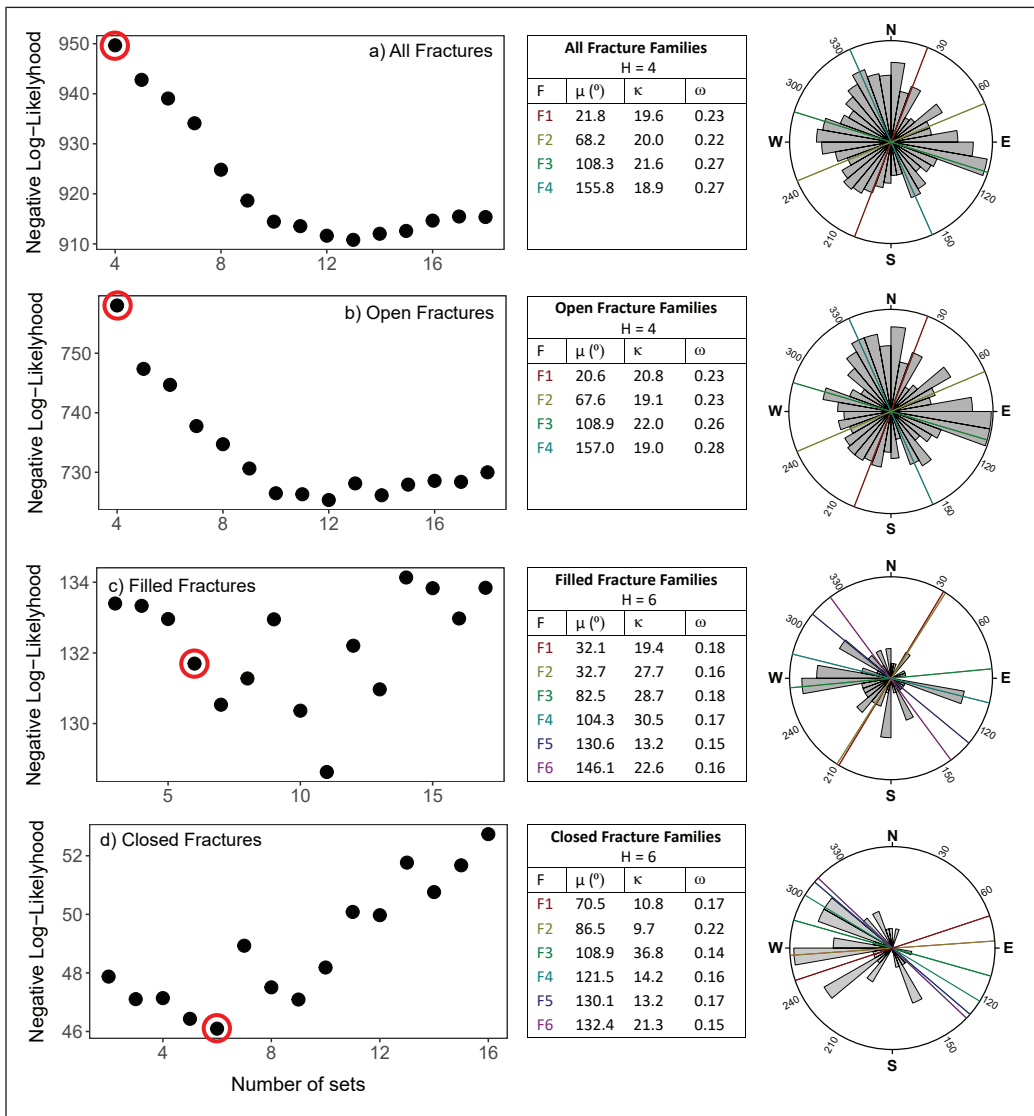 a) All Fractures
Negative Log–Likelyhood
950
940
930
920
910
4
8
12
16
All Fracture Families
H = 4
F μ (º) κ ω
F1 21.8 19.6 0.23
F2 68.2 20.0 0.22
F3 108.3 21.6 0.27
F4 155.8 18.9 0.27
N
30
60
E
120
150
S
210
240
W
300
330
b) Open Fractures
Negative Log–Likelyhood
750
740
730
4
8
12
16
Open Fracture Families
H = 4
F μ (º) κ ω
F1 20.6 20.8 0.23
F2 67.6 19.1 0.23
F3 108.9 22.0 0.26
F4 157.0 19.0 0.28
N
30
60
E
120
150
S
210
240
W
300
330
c) Filled Fractures
Negative Log–Likelyhood
134
132
130
5
10
15
Filled Fracture Families
H = 6
F μ (º) κ ω
F1 32.1 19.4 0.18
F2 32.7 27.7 0.16
F3 82.5 28.7 0.18
F4 104.3 30.5 0.17
F5 130.6 13.2 0.15
F6 146.1 22.6 0.16
N
30
60
E
120
150
S
210
240
W
300
330
d) Closed Fractures
Negative Log–Likelyhood
52
50
48
46
4
8
12
16
Number of sets
Closed Fracture Families
H = 6
F μ (º) κ ω
F1 70.5 10.8 0.17
F2 86.5 9.7 0.22
F3 108.9 36.8 0.14
F4 121.5 14.2 0.16
F5 130.1 13.2 0.17
F6 132.4 21.3 0.15
N
30
60
E
120
150
S
210
240
W
300
330